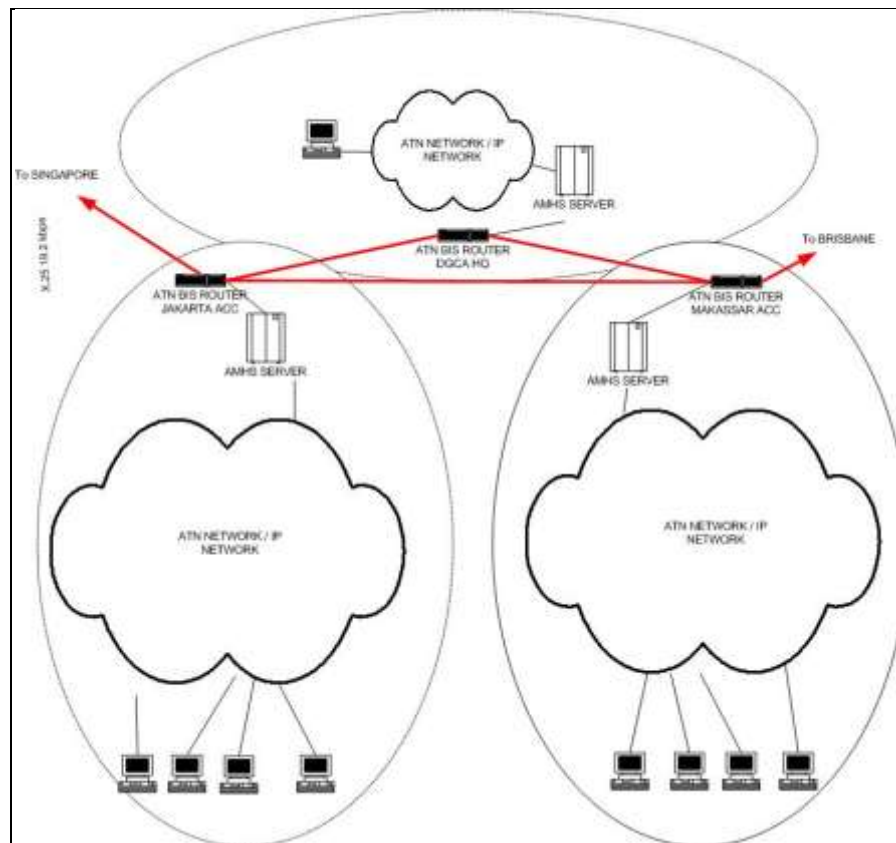 ATN NETWORK / IP
NETWORK
To SINGAPORE
AMHS SERVER
X.25 19.2 kbps
ATN BIS ROUTER
DGCA HQ
To BRISBANE
ATN BIS ROUTER
JAKARTA ACC
ATN BIS ROUTER
MAKASSAR ACC
AMHS SERVER
AMHS SERVER
ATN NETWORK / IP
NETWORK
ATN NETWORK / IP
NETWORK